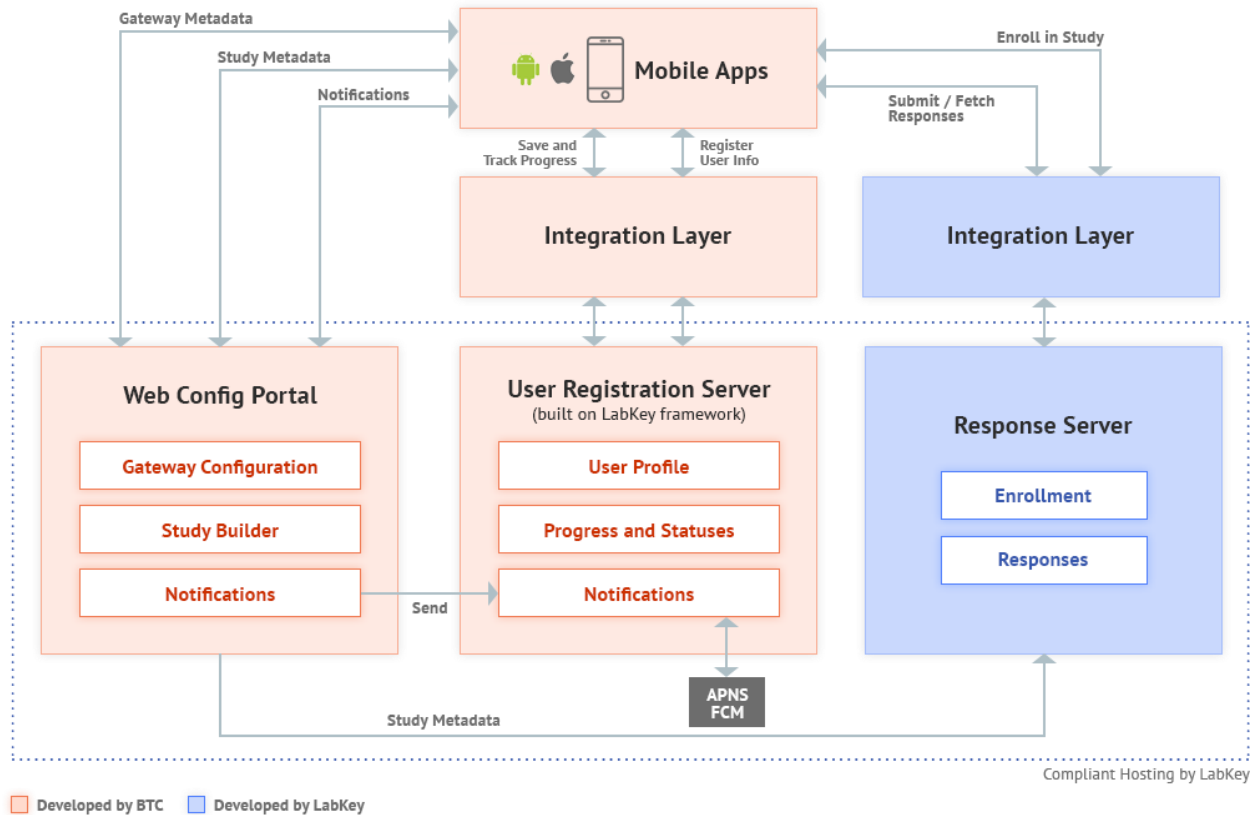 Gateway Metadata
Study Metadata
Notifications
Mobile Apps
Enroll in Study
Submit / Fetch
Responses
Save and
Track Progress
Register
User Info
Integration Layer
Integration Layer
Web Config Portal
Gateway Configuration
Study Builder
Notifications
Send
User Registration Server
(built on LabKey framework)
User Profile
Progress and Statuses
Notifications
APNS
FCM
Response Server
Enrollment
Responses
Study Metadata
Compliant Hosting by LabKey
Developed by BTC
Developed by LabKey